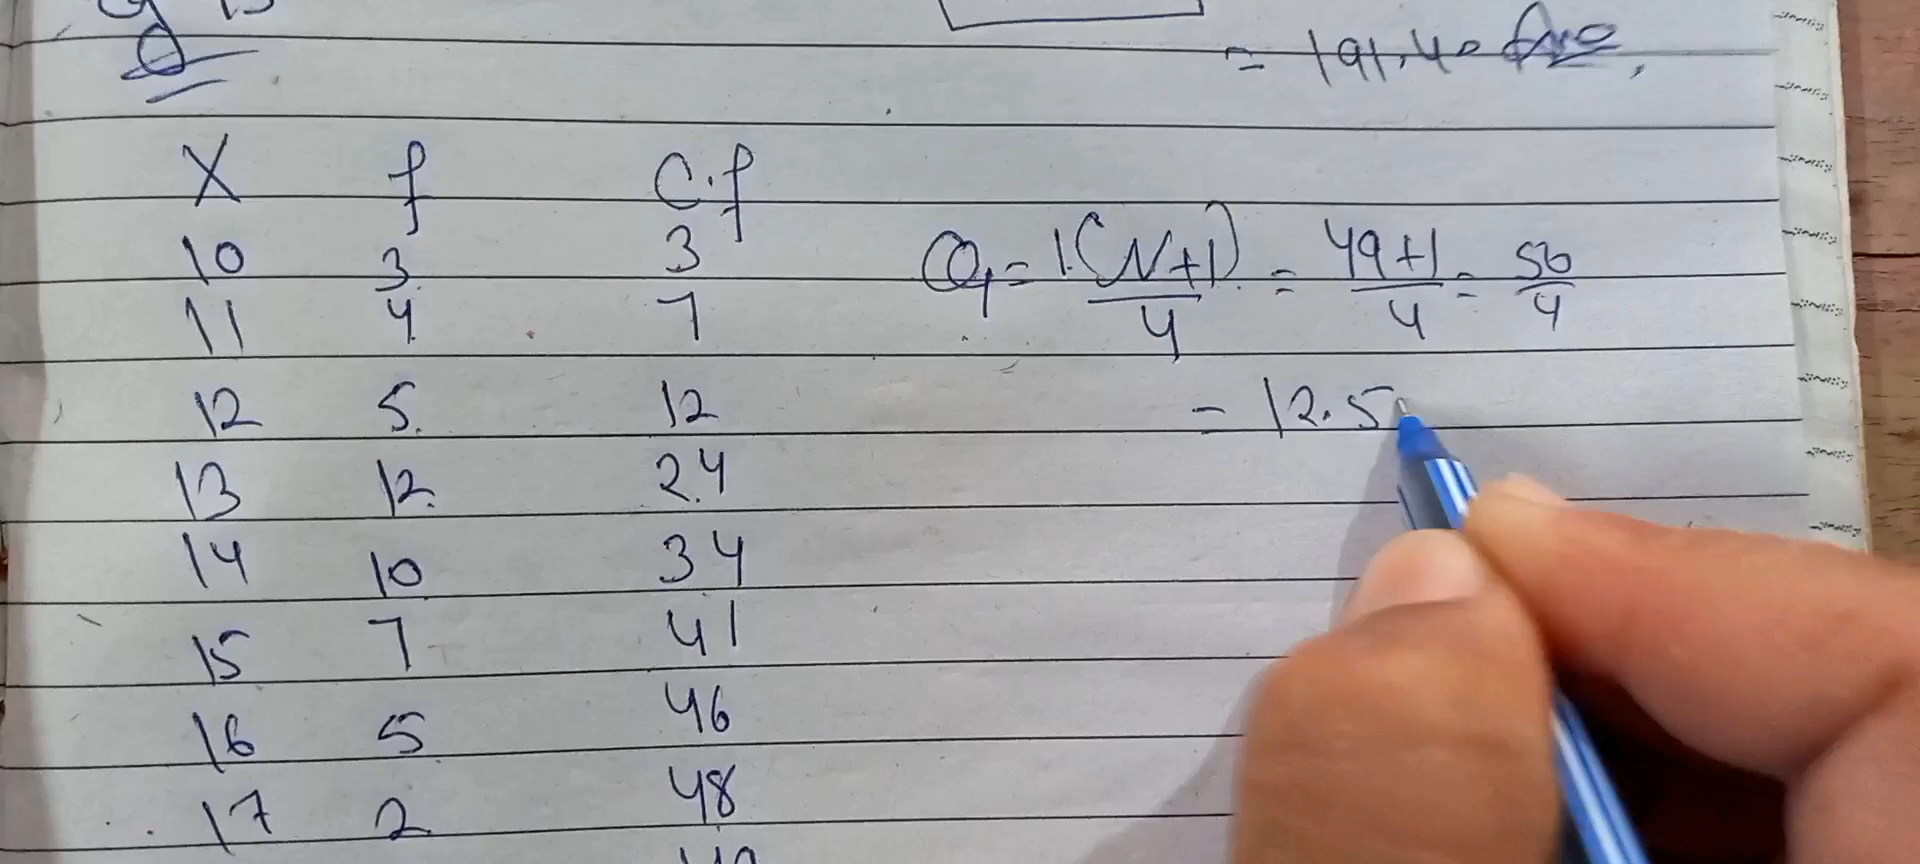 = 191.40
X f C.f
10 3 3
11 4 7
12 5 12
13 12 24
14 10 34
15 7 41
16 5 46
17 2 48
Q₁ = 1(N+1)/4 = 49+1/4 = 50/4
= 12.5